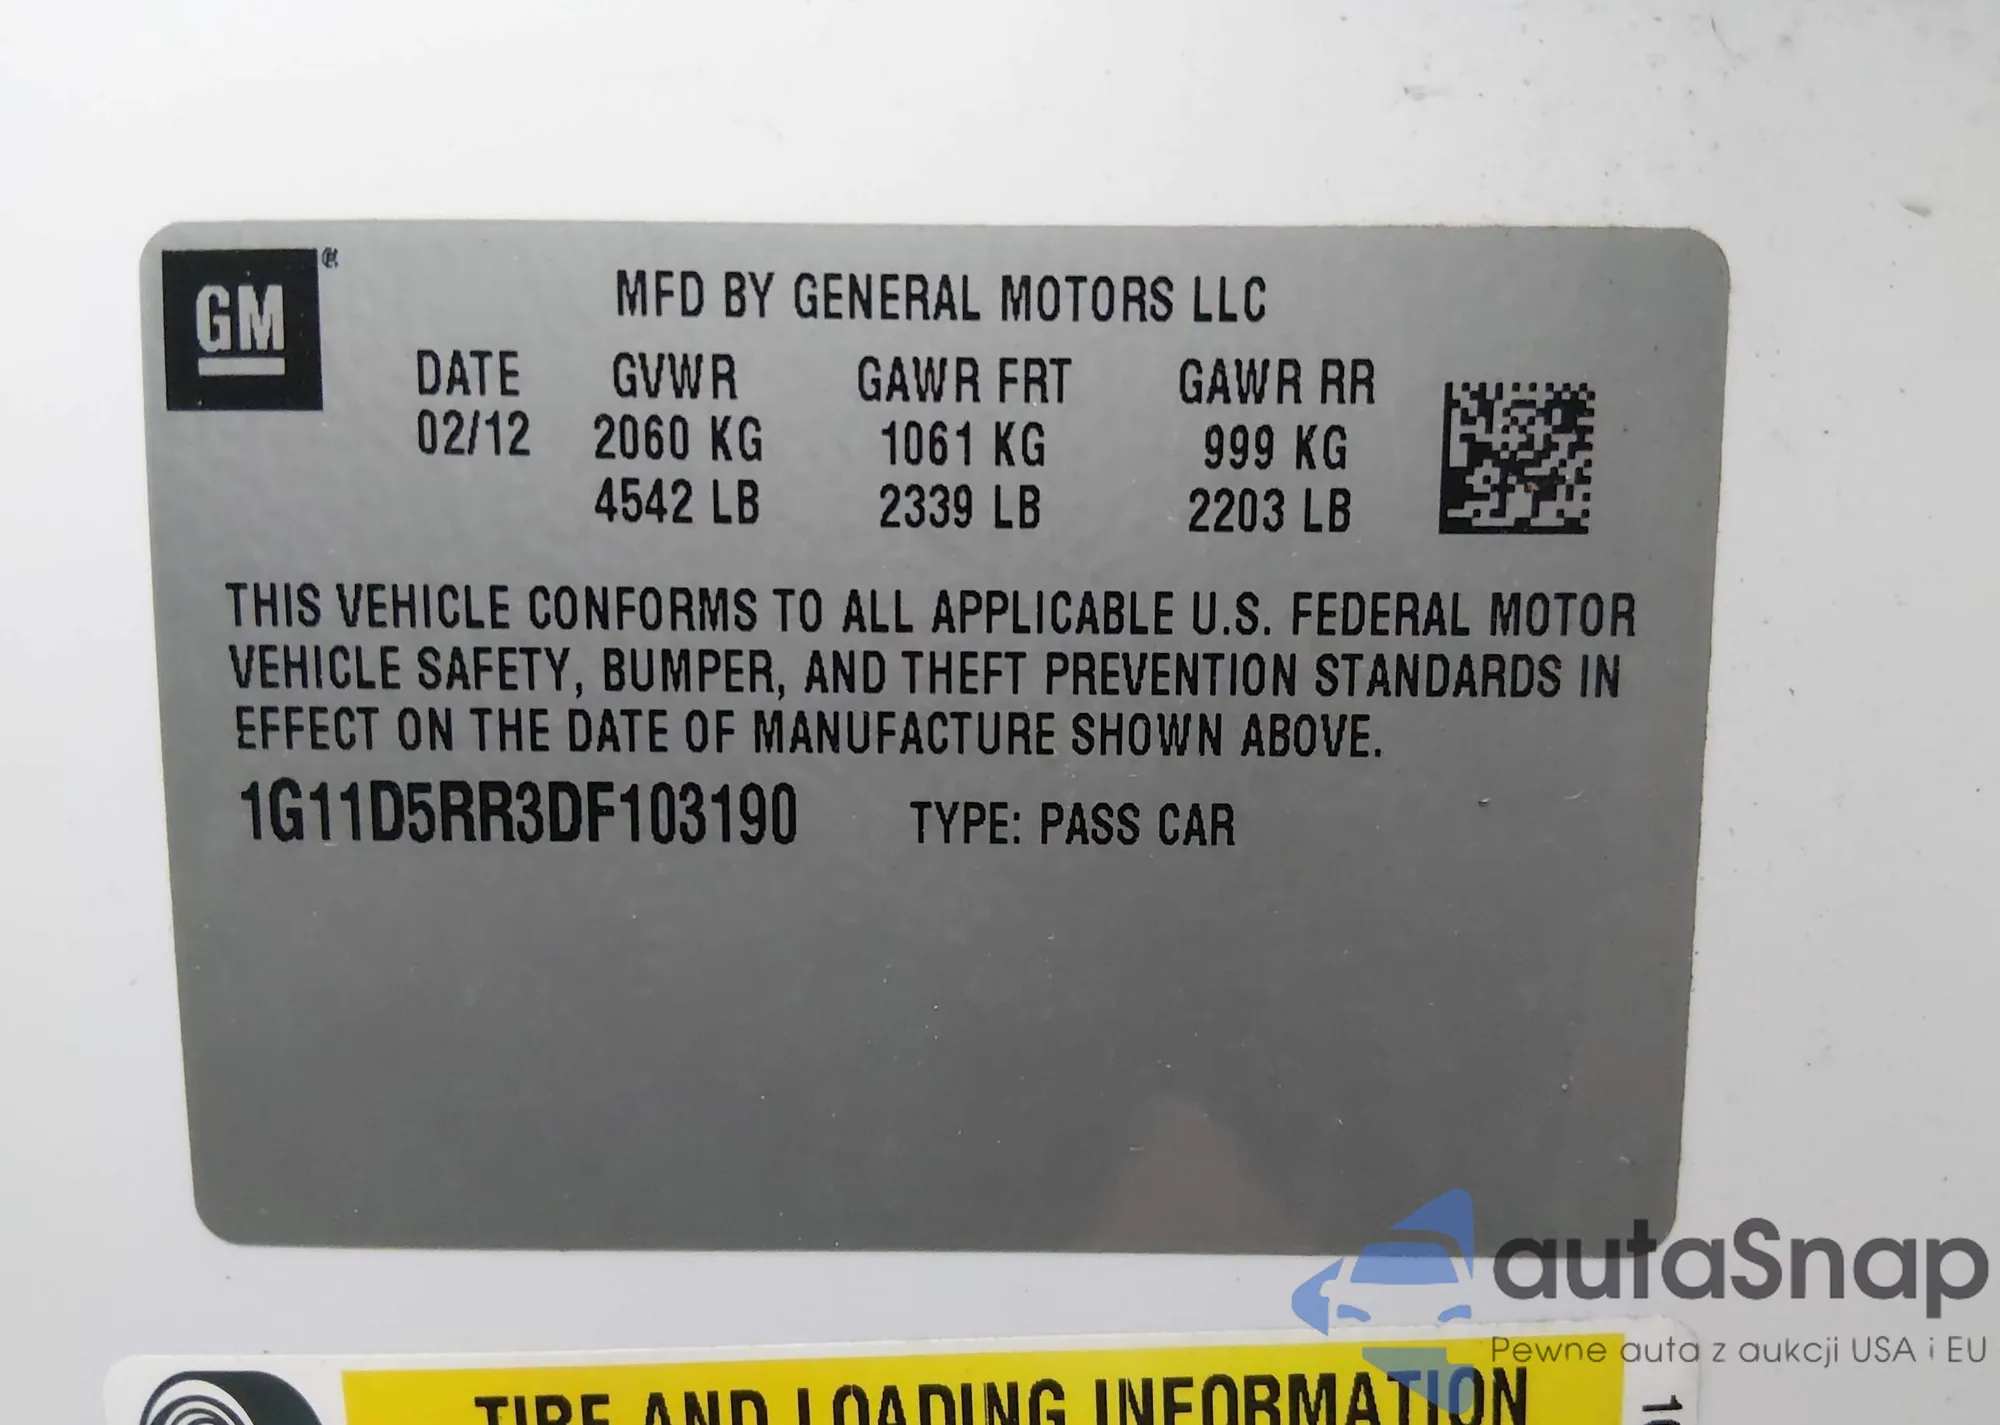 GM®
MFD BY GENERAL MOTORS LLC
DATE GVWR GAWR FRT GAWR RR
02/12 2060 KG 1061 KG 999 KG
4542 LB 2339 LB 2203 LB
THIS VEHICLE CONFORMS TO ALL APPLICABLE U.S. FEDERAL MOTOR
VEHICLE SAFETY, BUMPER, AND THEFT PREVENTION STANDARDS IN
EFFECT ON THE DATE OF MANUFACTURE SHOWN ABOVE.
1G11D5RR3DF103190 TYPE: PASS CAR
autaSnap
Pewne auta z aukcji USA i EU
TIRE AND LOADING INFORMATION